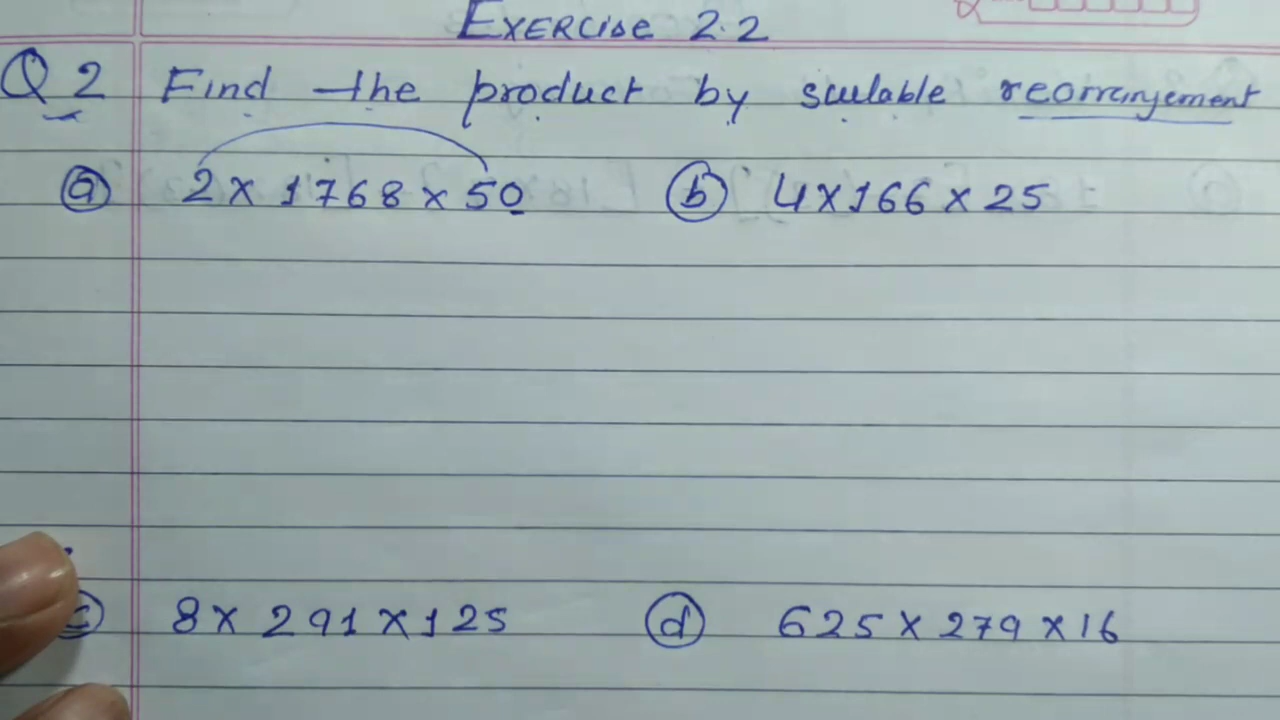 EXERCISE 2.2
Q 2 Find the product by suitable rearrangement
(a) 2 x 1768 x 50 (b) 4 x 166 x 25
(c) 8 x 291 x 125 (d) 625 x 279 x 16